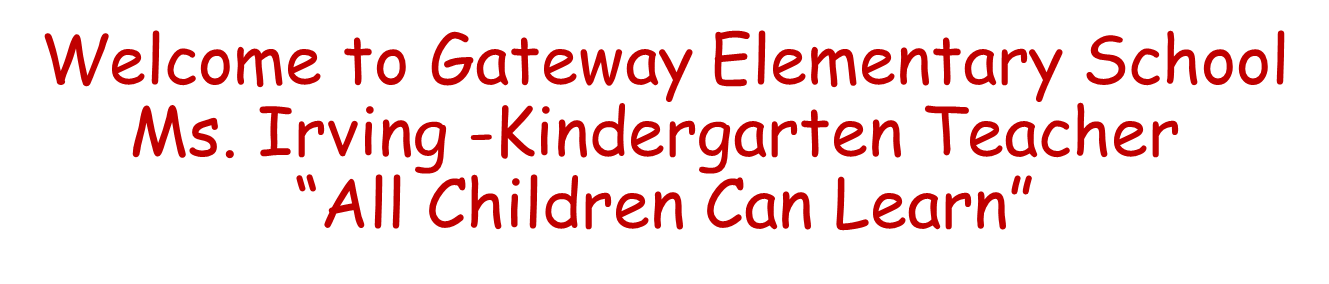 Welcome to Gateway Elementary School
Ms. Irving -Kindergarten Teacher
“All Children Can Learn”